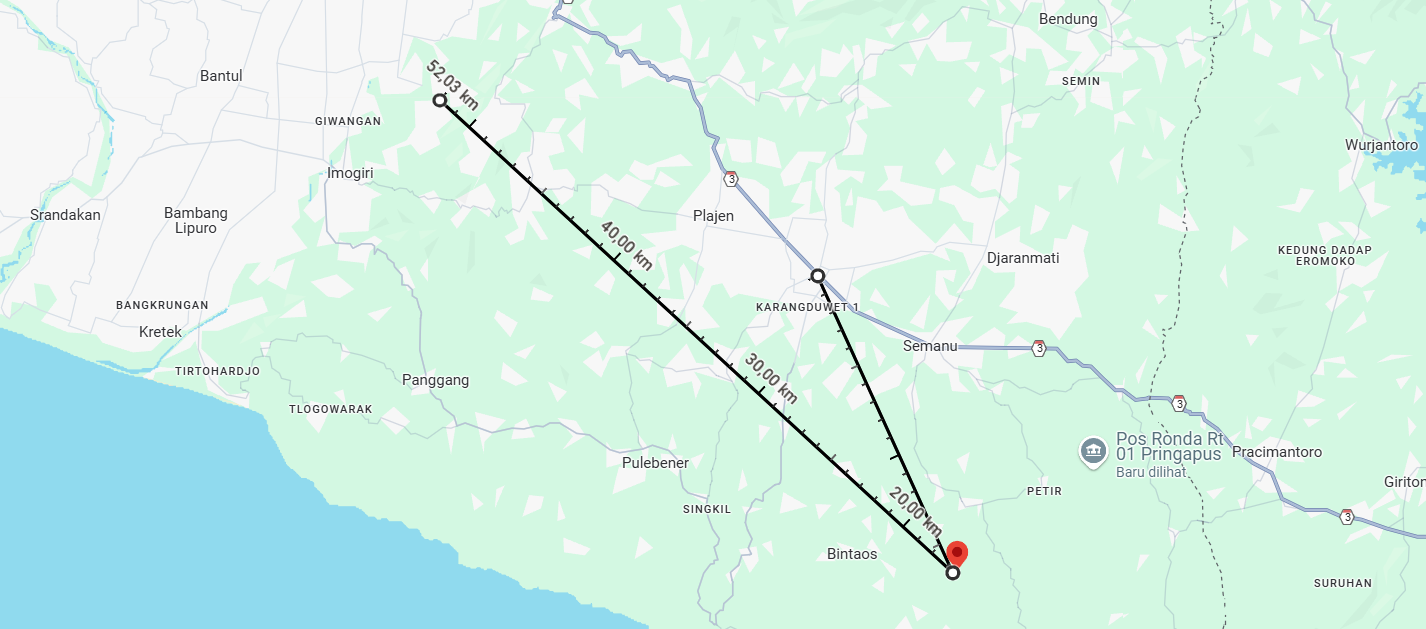 Bendung
52,03 km
Bantul
SEMIN
GIWANGAN
Wurjantoro
Imogiri
3
Srandakan
Bambang
Lipuro
Plajen
40,00 km
Djaranmati
KEDUNG DADAP
EROMOKO
BANGKRUNGAN
KARANGDUWET 1
Kretek
Semanu
3
TIRTOHARDJO
30,00 km
Panggang
TLOGOWARAK
3
Pos Ronda Rt
01 Pringapus
Baru dilihat
Pracimantoro
Pulebener
Giriton
PETIR
20,00 km
SINGKIL
3
Bintaos
SURUHAN